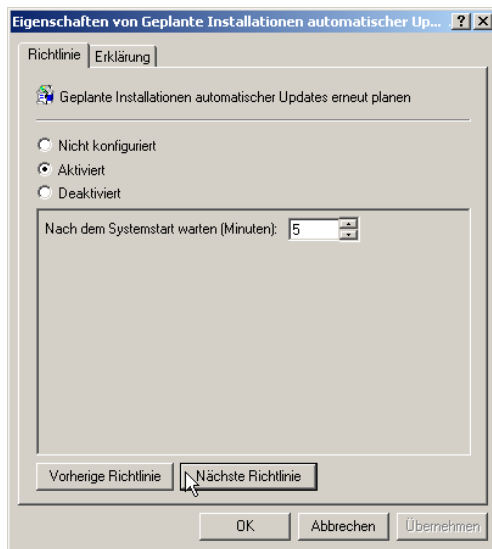 Eigenschaften von Geplante Installationen automatischer Up... ? X
Richtlinie Erklärung
Geplante Installationen automatischer Updates erneut planen
Nicht konfiguriert
Aktiviert
Deaktiviert
Nach dem Systemstart warten (Minuten): 5
Vorherige Richtlinie Nächste Richtlinie
OK Abbrechen Übernehmen